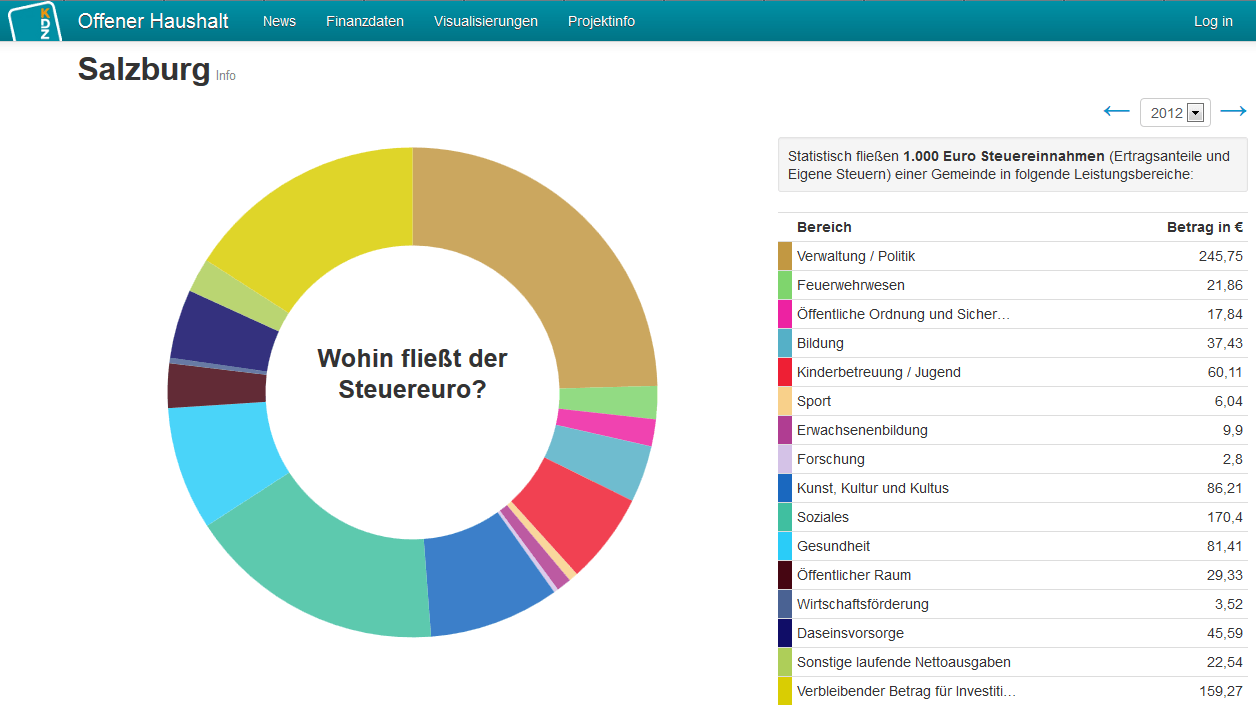 KDZ
Offener Haushalt News Finanzdaten Visualisierungen Projektinfo Log in
Salzburg Info
← 2012 →
Wohin fließt der
Steuereuro?
Statistisch fließen 1.000 Euro Steuereinnahmen (Ertragsanteile und
Eigene Steuern) einer Gemeinde in folgende Leistungsbereiche:
Bereich Betrag in €
Verwaltung / Politik 245,75
Feuerwehrwesen 21,86
Öffentliche Ordnung und Sicher… 17,84
Bildung 37,43
Kinderbetreuung / Jugend 60,11
Sport 6,04
Erwachsenenbildung 9,9
Forschung 2,8
Kunst, Kultur und Kultus 86,21
Soziales 170,4
Gesundheit 81,41
Öffentlicher Raum 29,33
Wirtschaftsförderung 3,52
Daseinsvorsorge 45,59
Sonstige laufende Nettoausgaben 22,54
Verbleibender Betrag für Investiti… 159,27